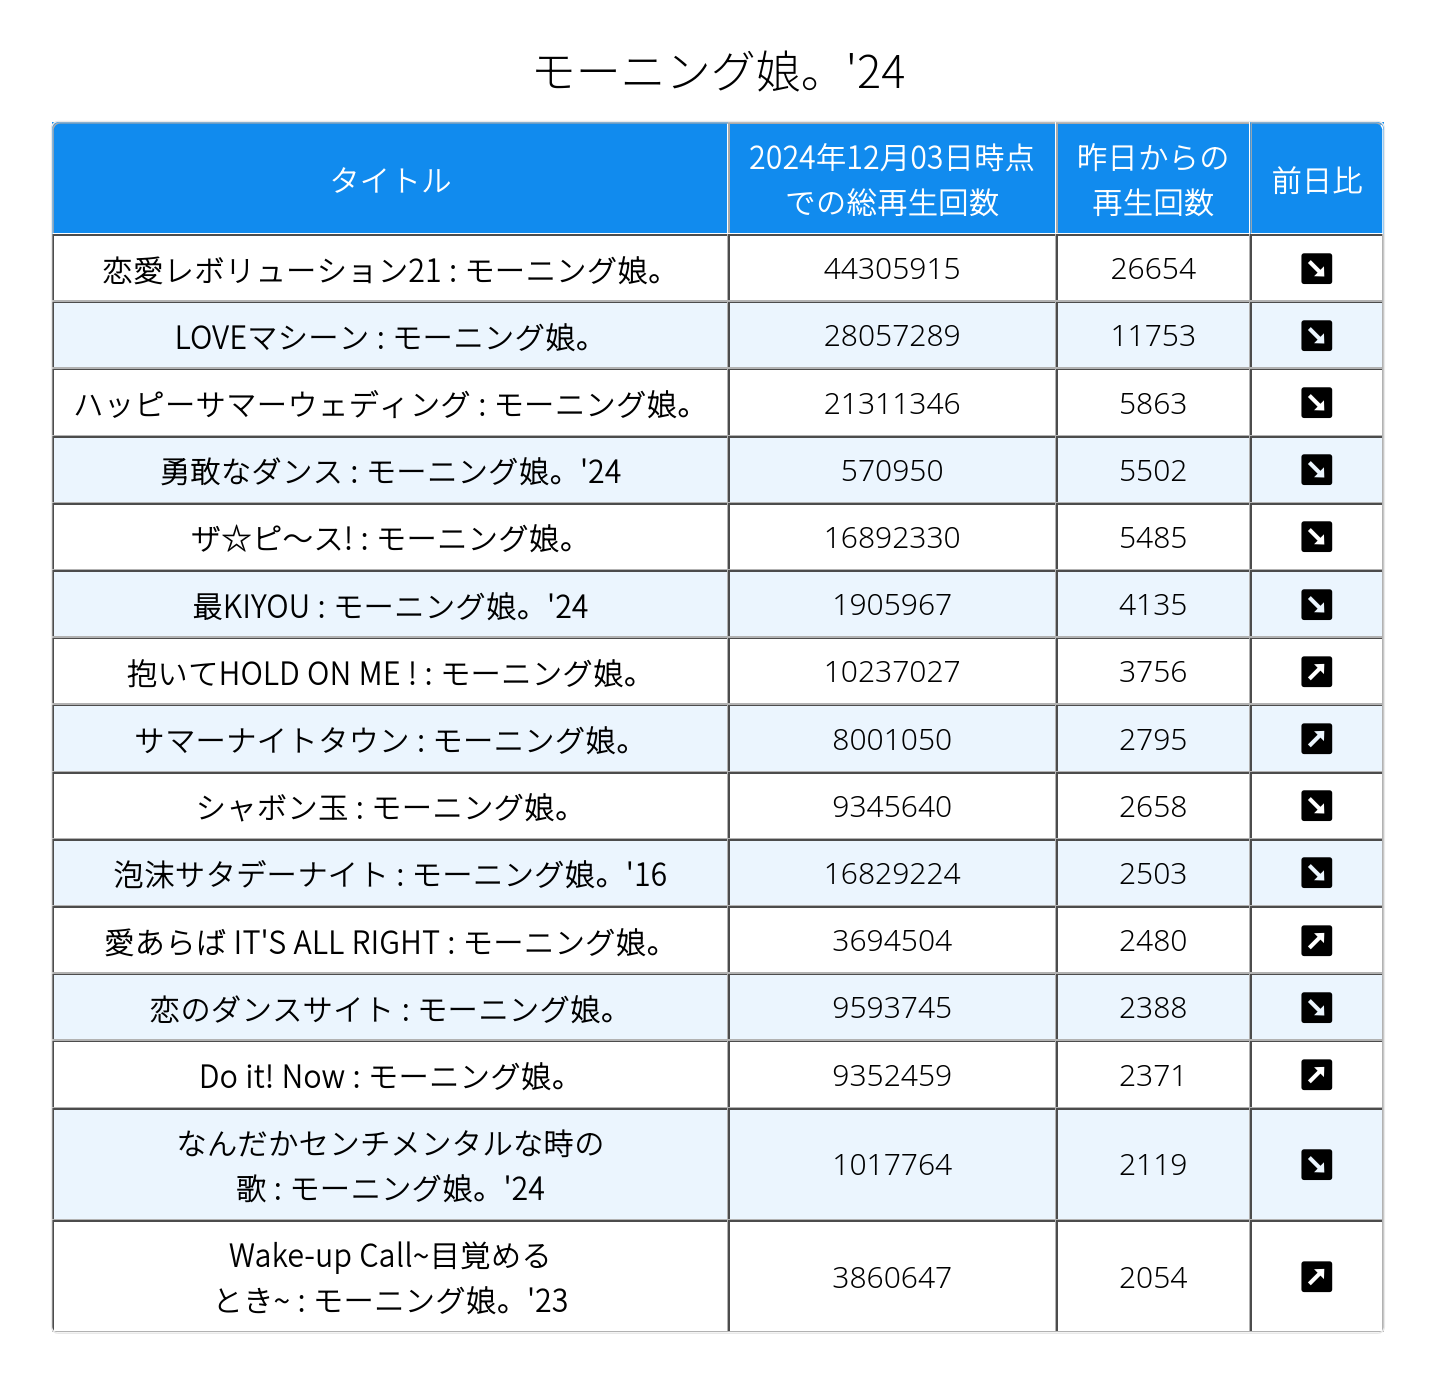 モーニング娘。'24
タイトル
2024年12月03日時点
での総再生回数
昨日からの
再生回数
前日比
恋愛レボリューション21 : モーニング娘。 44305915 26654 ↘
LOVEマシーン : モーニング娘。 28057289 11753 ↘
ハッピーサマーウェディング : モーニング娘。 21311346 5863 ↘
勇敢なダンス : モーニング娘。'24 570950 5502 ↘
ザ☆ピ〜ス! : モーニング娘。 16892330 5485 ↘
最KIYOU : モーニング娘。'24 1905967 4135 ↘
抱いてHOLD ON ME ! : モーニング娘。 10237027 3756 ↗
サマーナイトタウン : モーニング娘。 8001050 2795 ↗
シャボン玉 : モーニング娘。 9345640 2658 ↘
泡沫サタデーナイト : モーニング娘。'16 16829224 2503 ↘
愛あらば IT'S ALL RIGHT : モーニング娘。 3694504 2480 ↗
恋のダンスサイト : モーニング娘。 9593745 2388 ↘
Do it! Now : モーニング娘。 9352459 2371 ↗
なんだかセンチメンタルな時の
歌 : モーニング娘。'24 1017764 2119 ↘
Wake-up Call~目覚める
とき~ : モーニング娘。'23 3860647 2054 ↗